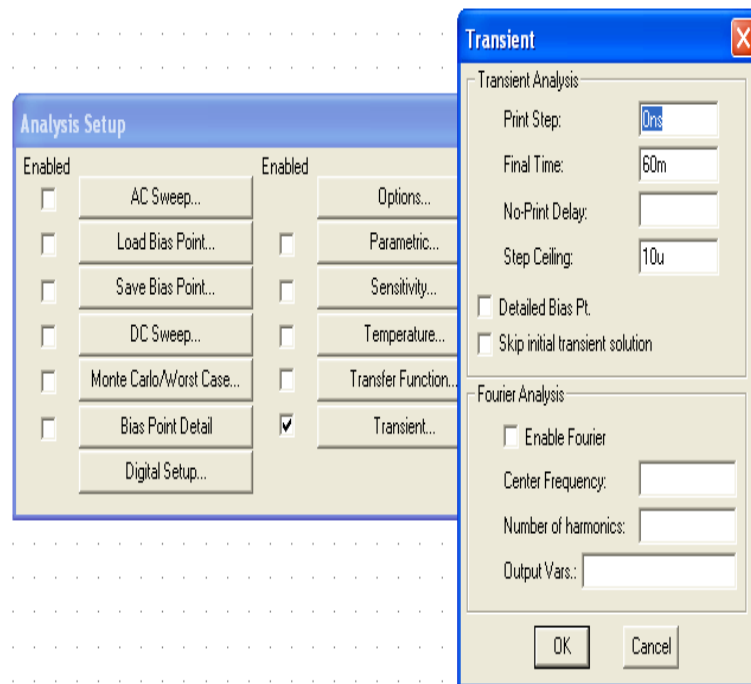 Analysis Setup
Enabled
Enabled
AC Sweep...
Options...
Load Bias Point...
Parametric...
Save Bias Point...
Sensitivity...
DC Sweep...
Temperature...
Monte Carlo/Worst Case...
Transfer Function...
Bias Point Detail
Transient...
Digital Setup...
Transient
Transient Analysis
Print Step: 0ns
Final Time: 60m
No-Print Delay:
Step Ceiling: 10u
Detailed Bias Pt.
Skip initial transient solution
Fourier Analysis
Enable Fourier
Center Frequency:
Number of harmonics:
Output Vars.:
OK Cancel